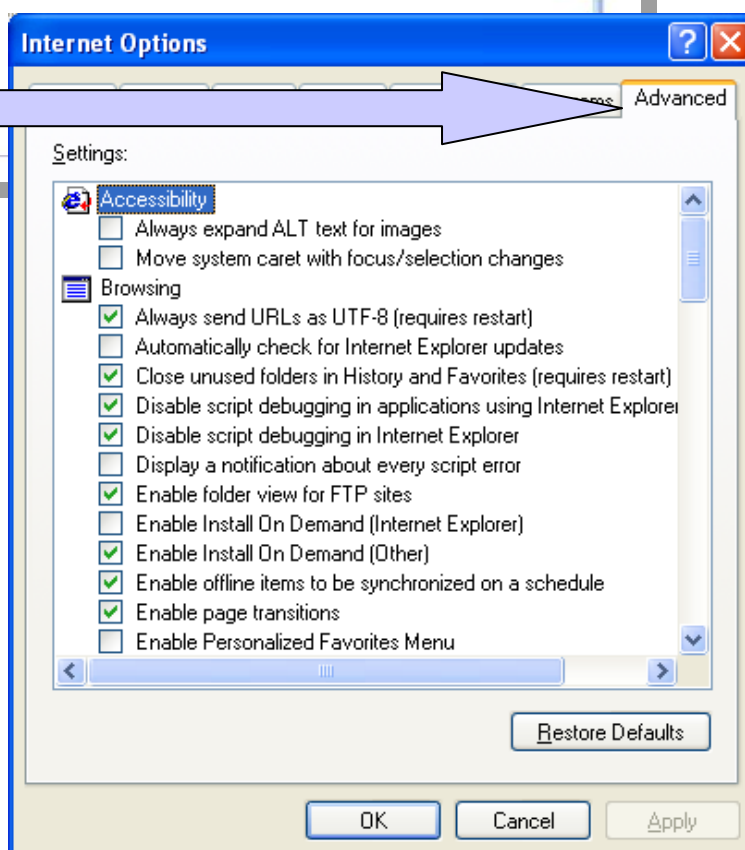 Internet Options
Advanced
Settings:
Accessibility
Always expand ALT text for images
Move system caret with focus/selection changes
Browsing
Always send URLs as UTF-8 (requires restart)
Automatically check for Internet Explorer updates
Close unused folders in History and Favorites (requires restart)
Disable script debugging in applications using Internet Explorer
Disable script debugging in Internet Explorer
Display a notification about every script error
Enable folder view for FTP sites
Enable Install On Demand (Internet Explorer)
Enable Install On Demand (Other)
Enable offline items to be synchronized on a schedule
Enable page transitions
Enable Personalized Favorites Menu
Restore Defaults
OK Cancel Apply